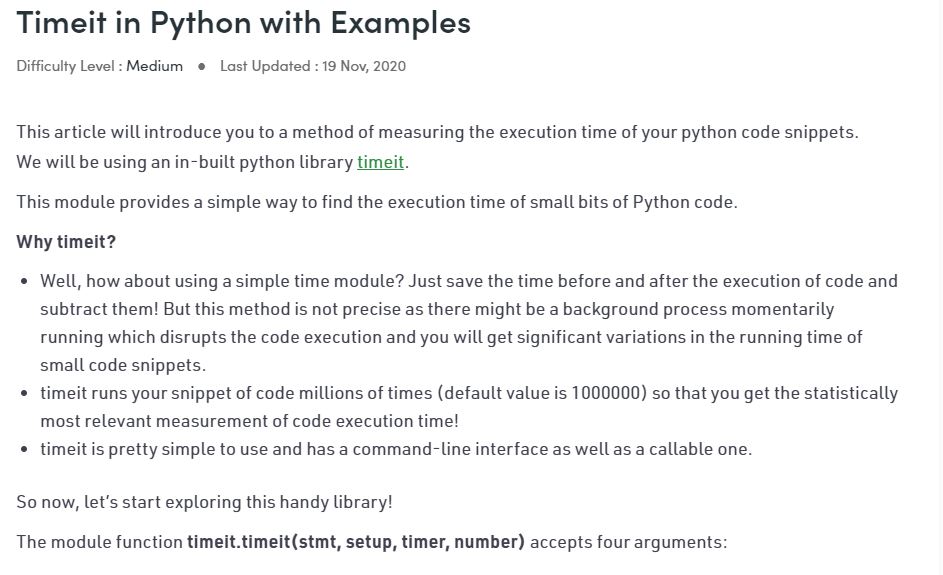 Timeit in Python with Examples
Difficulty Level : Medium ● Last Updated : 19 Nov, 2020
This article will introduce you to a method of measuring the execution time of your python code snippets.
We will be using an in-built python library timeit.
This module provides a simple way to find the execution time of small bits of Python code.
Why timeit?
• Well, how about using a simple time module? Just save the time before and after the execution of code and
subtract them! But this method is not precise as there might be a background process momentarily
running which disrupts the code execution and you will get significant variations in the running time of
small code snippets.
• timeit runs your snippet of code millions of times (default value is 1000000) so that you get the statistically
most relevant measurement of code execution time!
• timeit is pretty simple to use and has a command-line interface as well as a callable one.
So now, let’s start exploring this handy library!
The module function timeit.timeit(stmt, setup, timer, number) accepts four arguments: